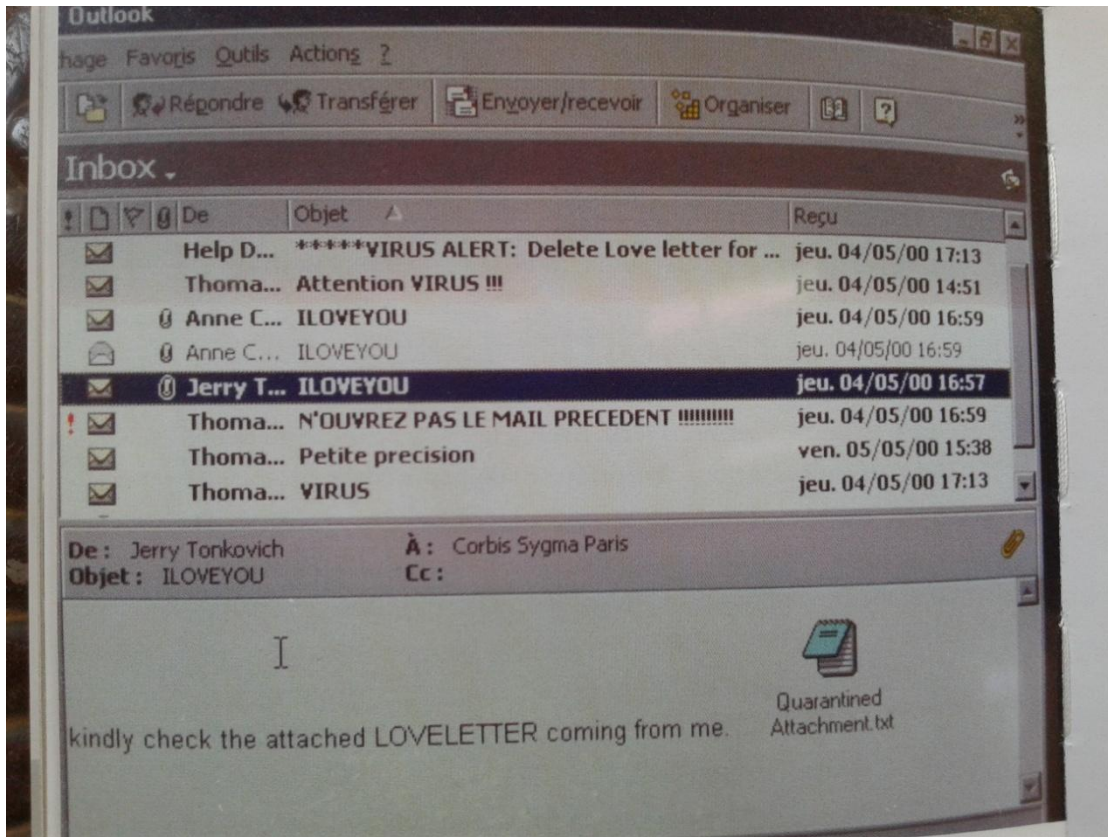 Outlook
hage Favoris Outils Actions ?
Répondre Transférer Envoyer/recevoir Organiser ? »
Inbox
! De Objet Reçu
Help D... *****VIRUS ALERT: Delete Love letter for ... jeu. 04/05/00 17:13
Thoma... Attention VIRUS !!! jeu. 04/05/00 14:51
Anne C... ILOVEYOU jeu. 04/05/00 16:59
Anne C... ILOVEYOU jeu. 04/05/00 16:59
Jerry T... ILOVEYOU jeu. 04/05/00 16:57
! Thoma... N'OUVREZ PAS LE MAIL PRECEDENT !!!!!!!!!! jeu. 04/05/00 16:59
Thoma... Petite precision ven. 05/05/00 15:38
Thoma... VIRUS jeu. 04/05/00 17:13
De : Jerry Tonkovich À : Corbis Sygma Paris
Objet : ILOVEYOU Cc :
Quarantined
Attachment.txt
kindly check the attached LOVELETTER coming from me.